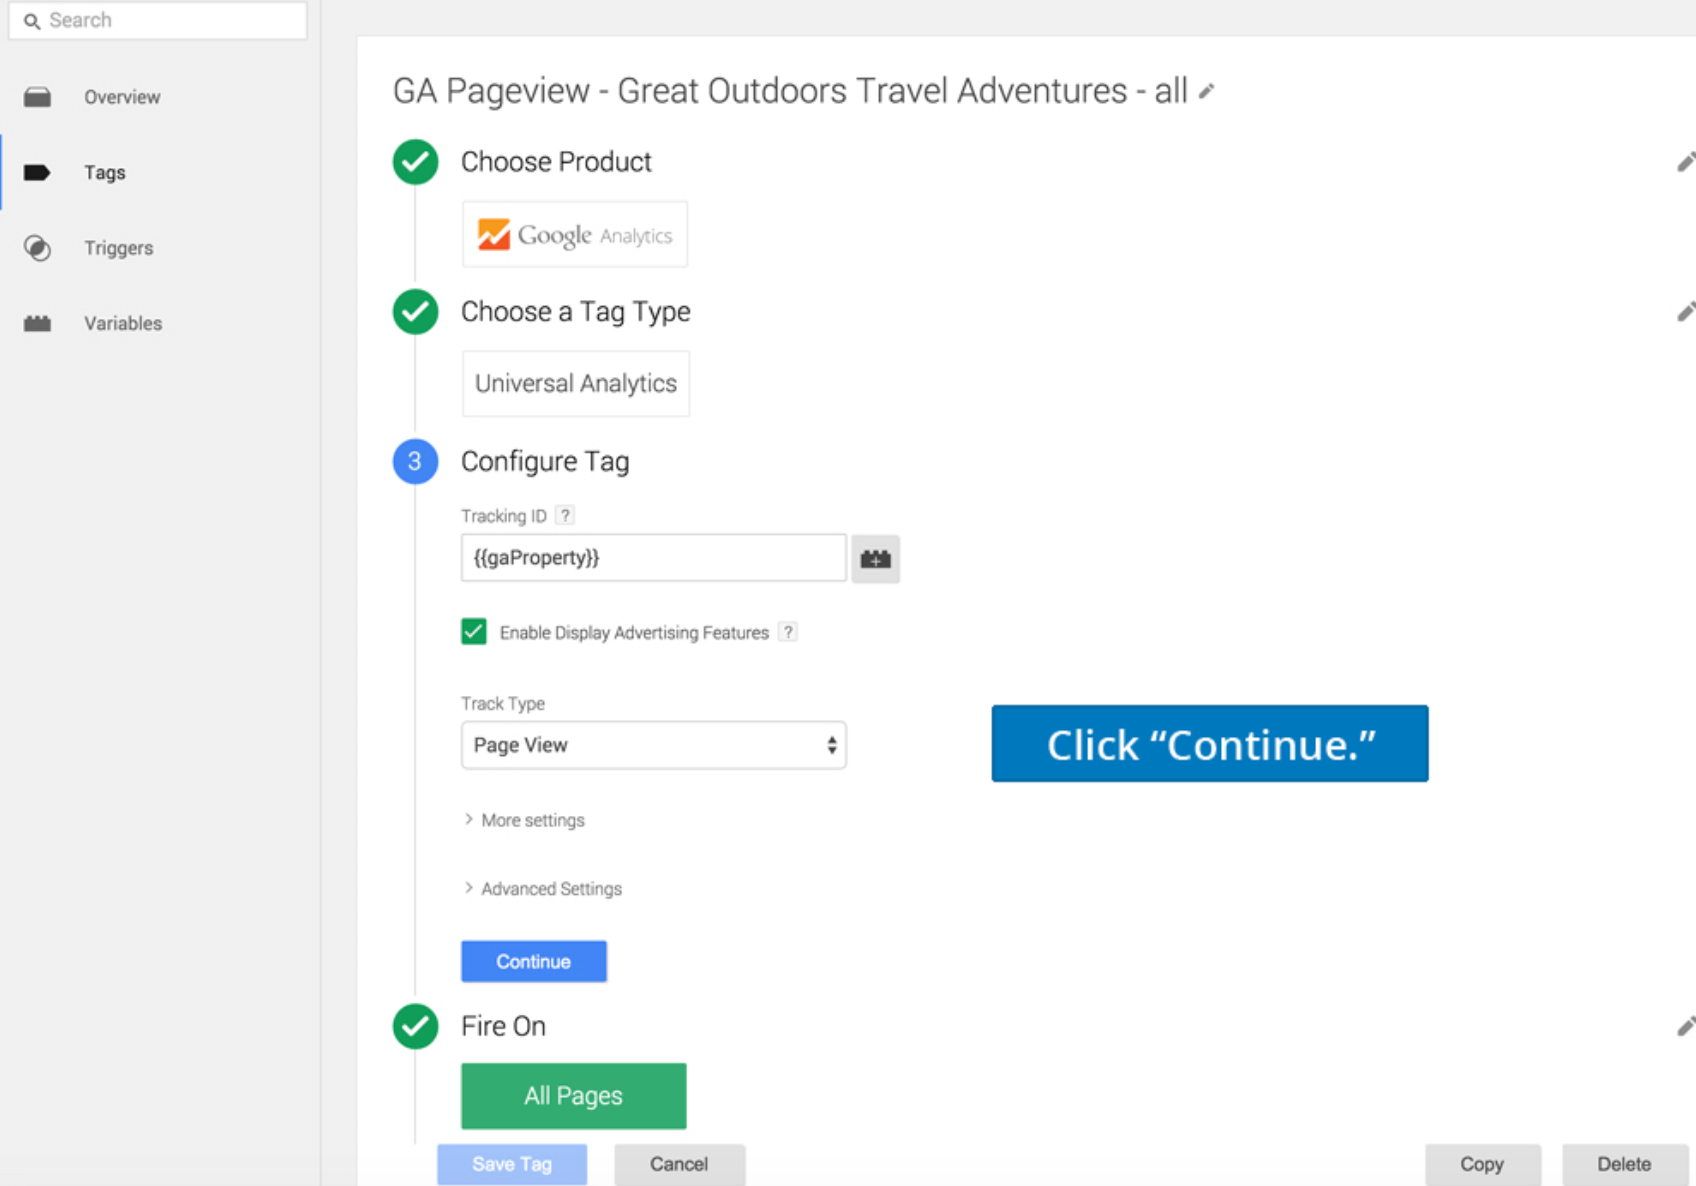 Search
Overview
Tags
Triggers
Variables
GA Pageview - Great Outdoors Travel Adventures - all
Choose Product
Google Analytics
Choose a Tag Type
Universal Analytics
3 Configure Tag
Tracking ID ?
{{gaProperty}}
Enable Display Advertising Features ?
Track Type
Page View
Click “Continue.”
More settings
Advanced Settings
Continue
Fire On
All Pages
Save Tag Cancel Copy Delete